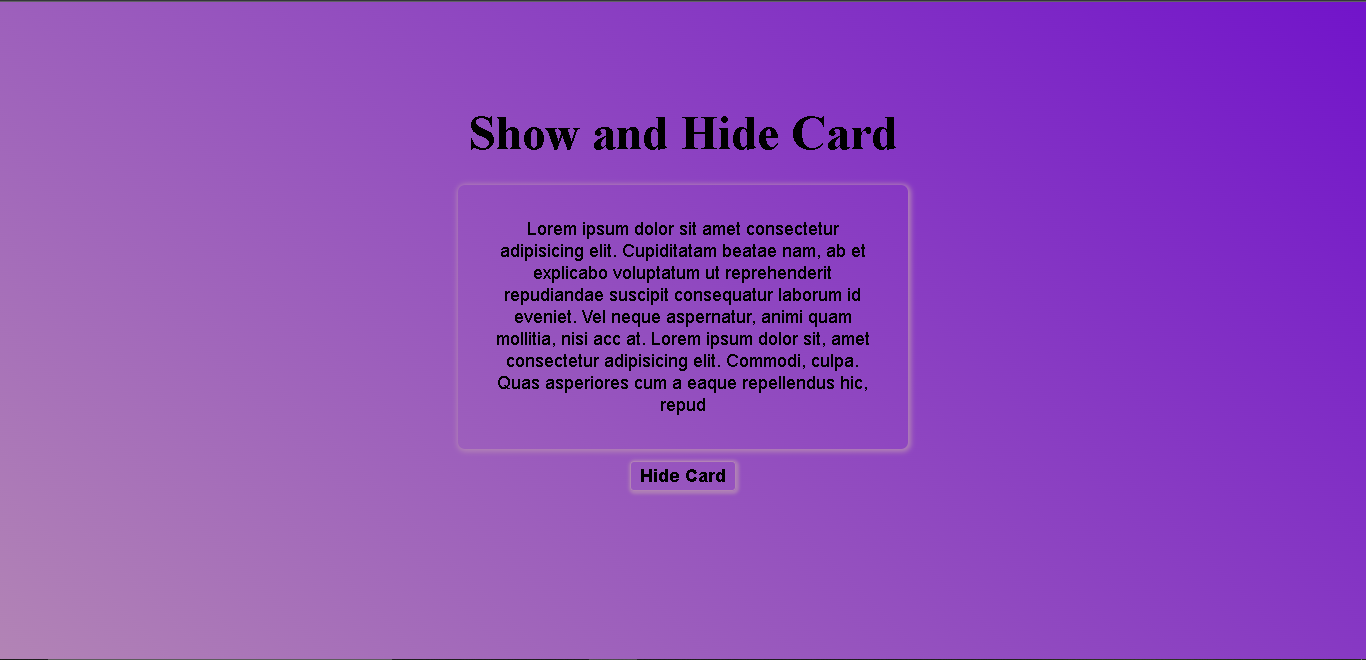 Show and Hide Card
Lorem ipsum dolor sit amet consectetur
adipisicing elit. Cupiditatam beatae nam, ab et
explicabo voluptatum ut reprehenderit
repudiandae suscipit consequatur laborum id
eveniet. Vel neque aspernatur, animi quam
mollitia, nisi acc at. Lorem ipsum dolor sit, amet
consectetur adipisicing elit. Commodi, culpa.
Quas asperiores cum a eaque repellendus hic,
repud
Hide Card